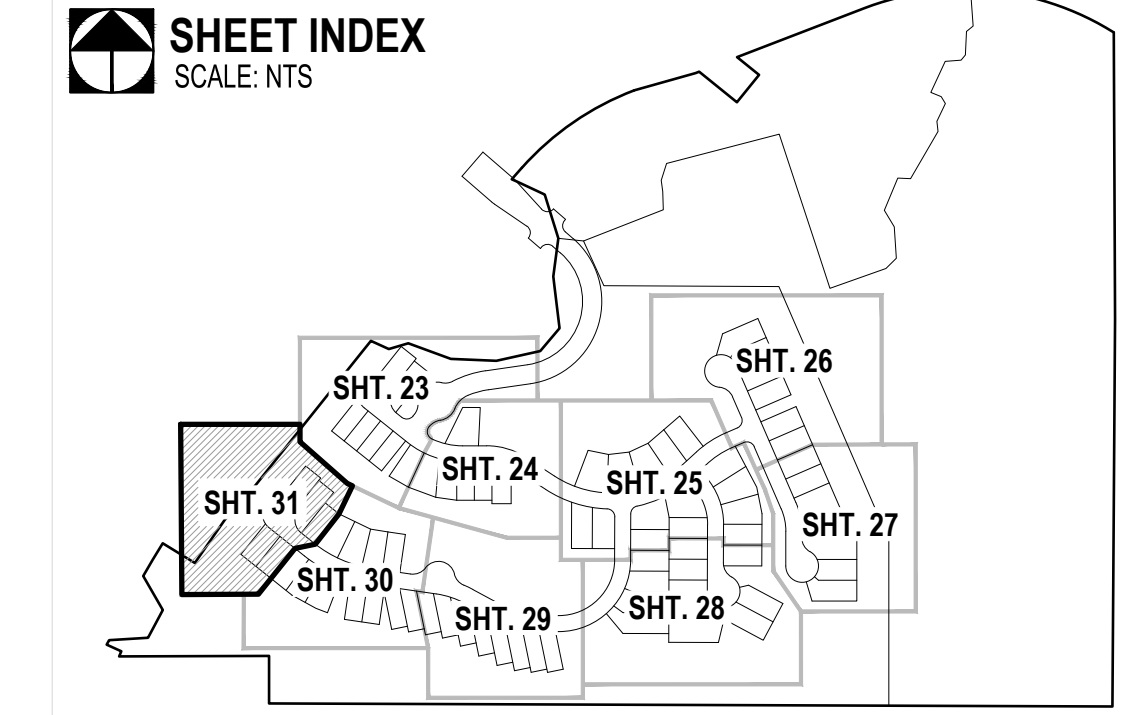 SHEET INDEX
SCALE: NTS
SHT. 26
SHT. 23
SHT. 24
SHT. 25
SHT. 31
SHT. 27
SHT. 30
SHT. 28
SHT. 29